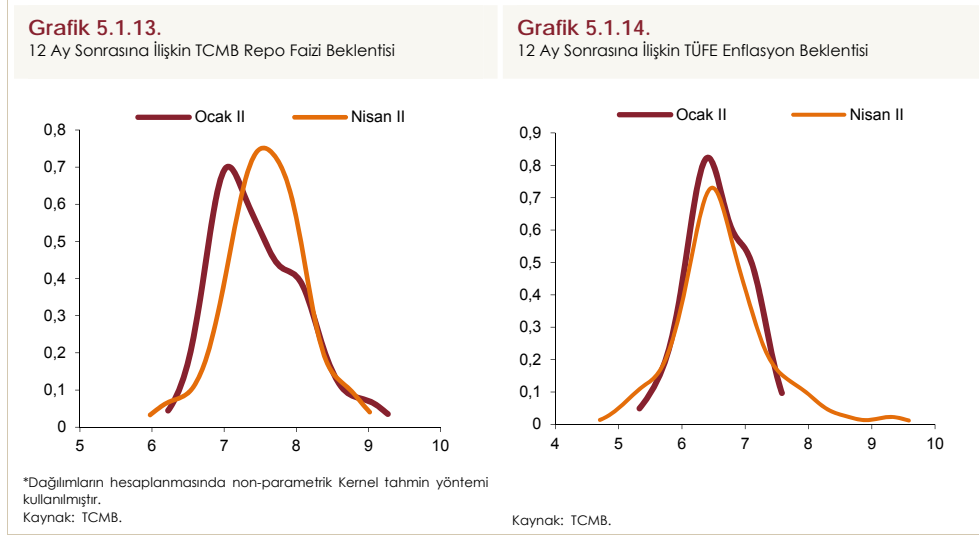 Grafik 5.1.13.
12 Ay Sonrasına İlişkin TCMB Repo Faizi Beklentisi
Ocak II Nisan II
0,8
0,7
0,6
0,5
0,4
0,3
0,2
0,1
0
5 6 7 8 9 10
*Dağılımların hesaplanmasında non-parametrik Kernel tahmin yöntemi
kullanılmıştır.
Kaynak: TCMB.
Grafik 5.1.14.
12 Ay Sonrasına İlişkin TÜFE Enflasyon Beklentisi
Ocak II Nisan II
0,9
0,8
0,7
0,6
0,5
0,4
0,3
0,2
0,1
0
4 5 6 7 8 9 10
Kaynak: TCMB.